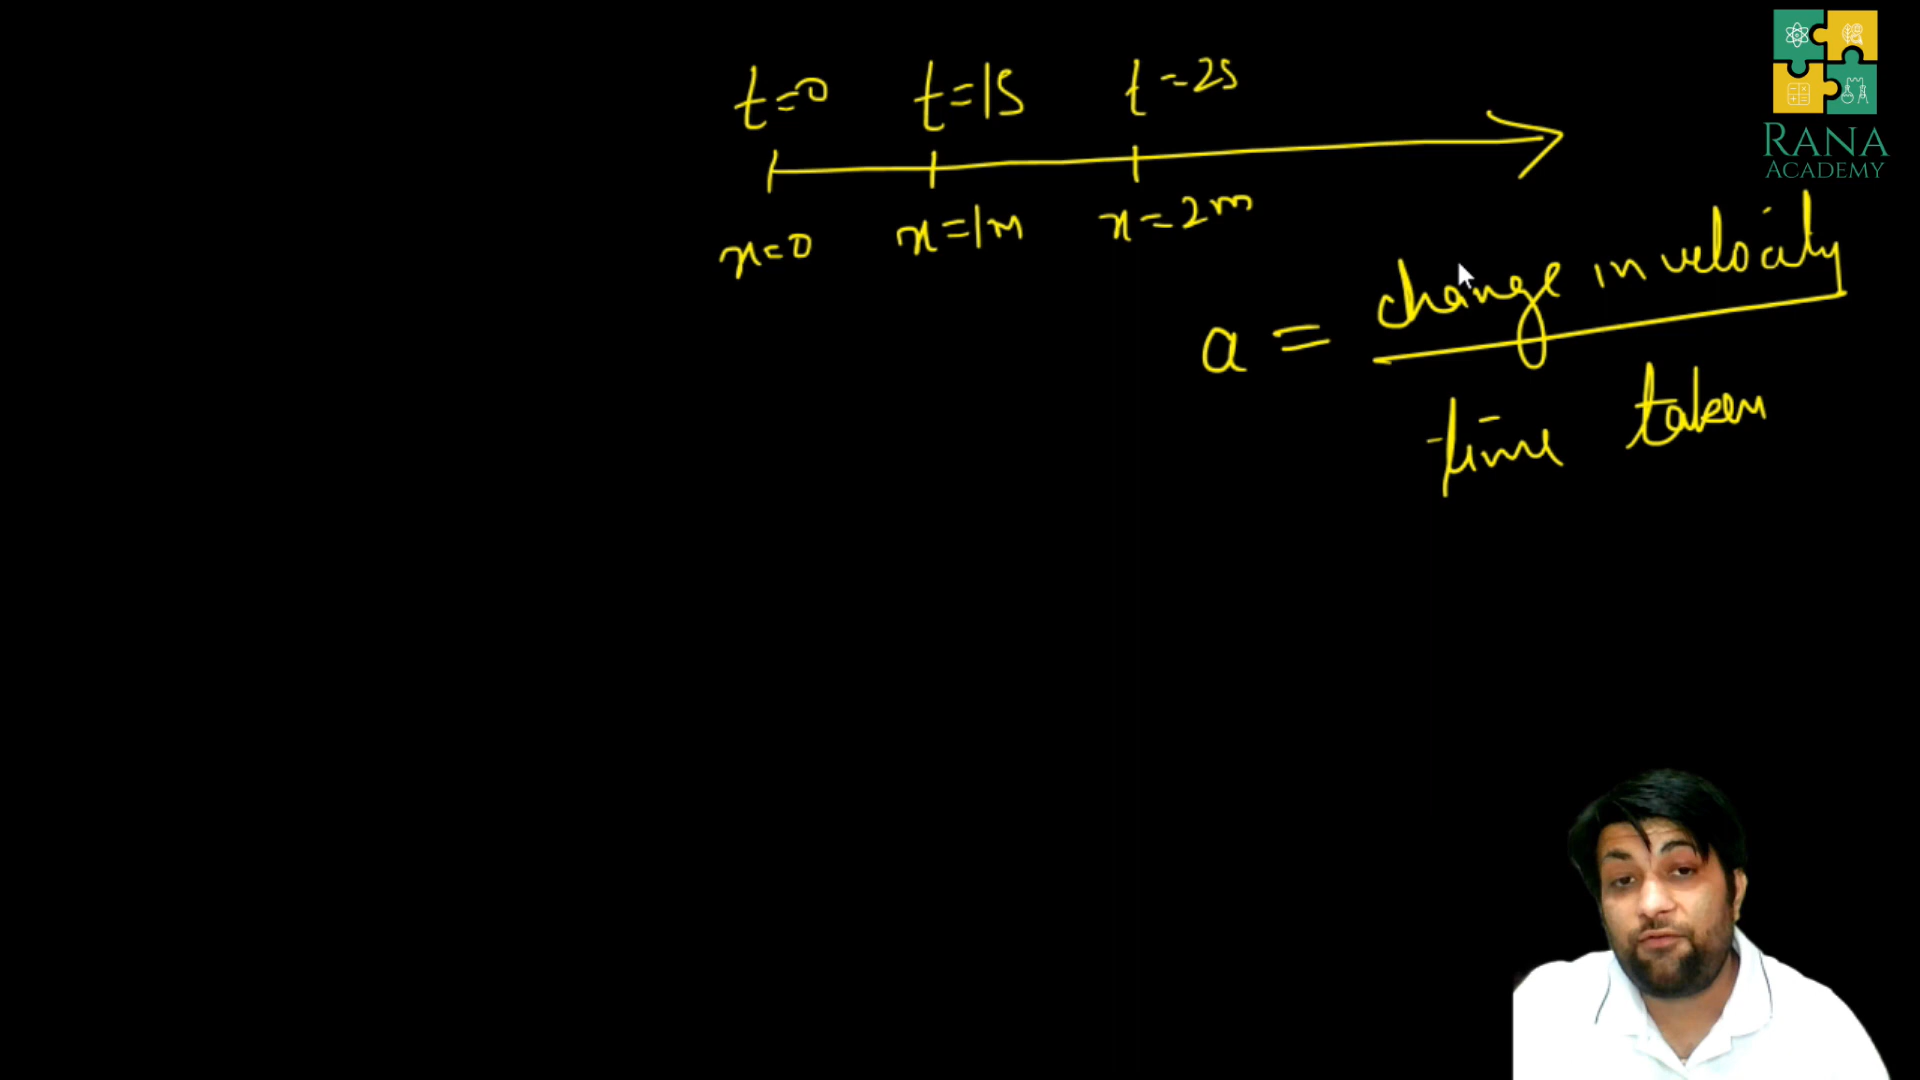 t=0 t=1s t=2s
x=0 x=1m x=2m
a = change in velocity
time taken
RANA
ACADEMY